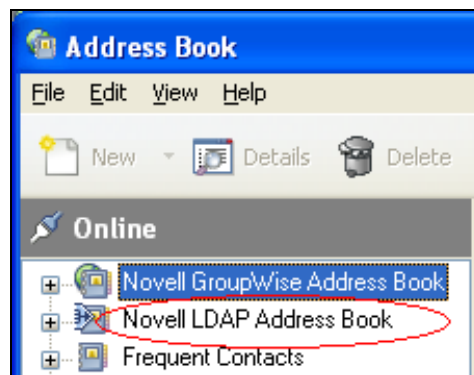 Address Book
File Edit View Help
New Details Delete
Online
Novell GroupWise Address Book
Novell LDAP Address Book
Frequent Contacts